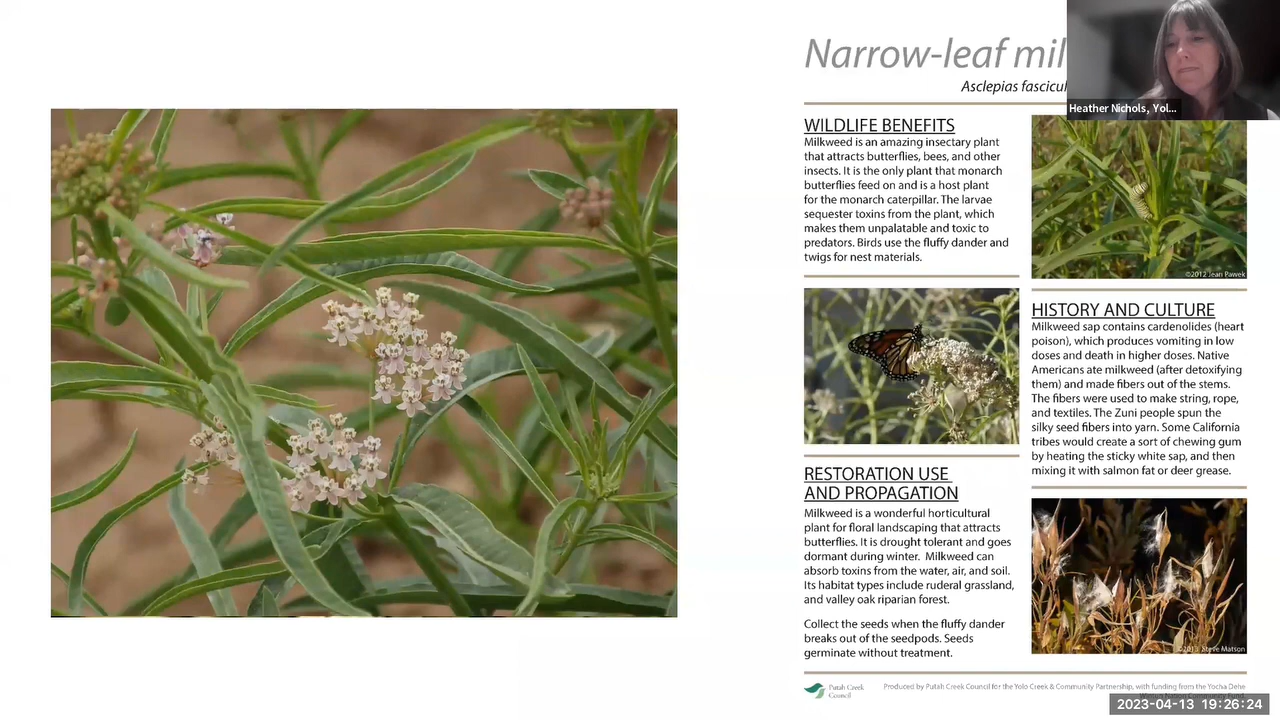 Narrow-leaf mil
Asclepias fascicul
Heather Nichols, Yol...
WILDLIFE BENEFITS
Milkweed is an amazing insectary plant
that attracts butterflies, bees, and other
insects. It is the only plant that monarch
butterflies feed on and is a host plant
for the monarch caterpillar. The larvae
sequester toxins from the plant, which
makes them unpalatable and toxic to
predators. Birds use the fluffy dander and
twigs for nest materials.
©2012 Jean Pawek
HISTORY AND CULTURE
Milkweed sap contains cardenolides (heart
poison), which produces vomiting in low
doses and death in higher doses. Native
Americans ate milkweed (after detoxifying
them) and made fibers out of the stems.
The fibers were used to make string, rope,
and textiles. The Zuni people spun the
silky seed fibers into yarn. Some California
tribes would create a sort of chewing gum
by heating the sticky white sap, and then
mixing it with salmon fat or deer grease.
RESTORATION USE
AND PROPAGATION
Milkweed is a wonderful horticultural
plant for floral landscaping that attracts
butterflies. It is drought tolerant and goes
dormant during winter. Milkweed can
absorb toxins from the water, air, and soil.
Its habitat types include ruderal grassland,
and valley oak riparian forest.
Collect the seeds when the fluffy dander
breaks out of the seedpods. Seeds
germinate without treatment.
Steve Matson
Putah Creek
Council
Produced by Putah Creek Council for the Yolo Creek & Community Partnership, with funding from the Yocha Dehe
2023-04-13 19:26:24